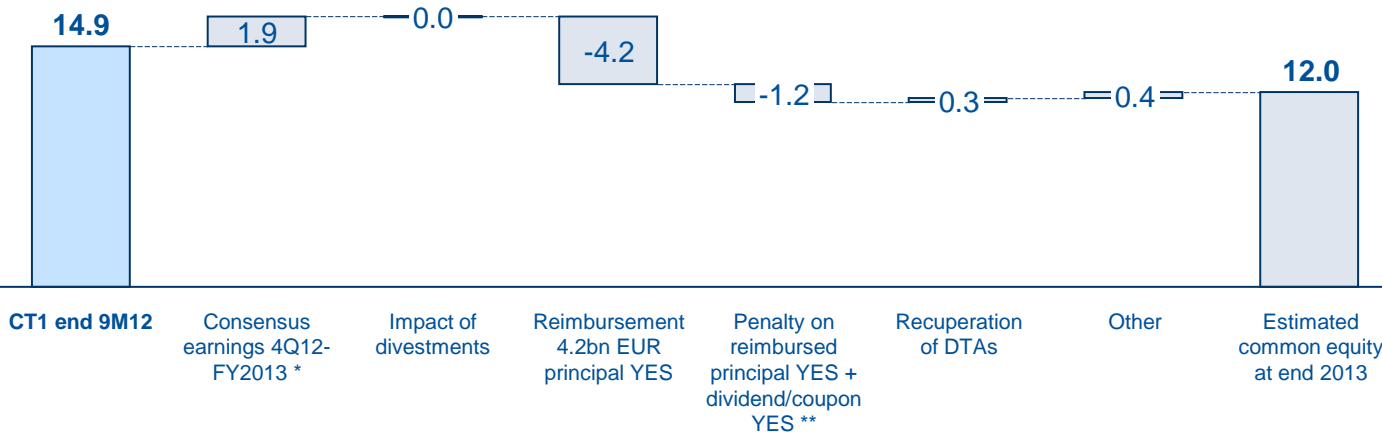 14.9
1.9
0.0
-4.2
-1.2
0.3
0.4
12.0
CT1 end 9M12
Consensus
earnings 4Q12-
FY2013 *
Impact of
divestments
Reimbursement
4.2bn EUR
principal YES
Penalty on
reimbursed
principal YES +
dividend/coupon
YES **
Recuperation
of DTAs
Other
Estimated
common equity
at end 2013